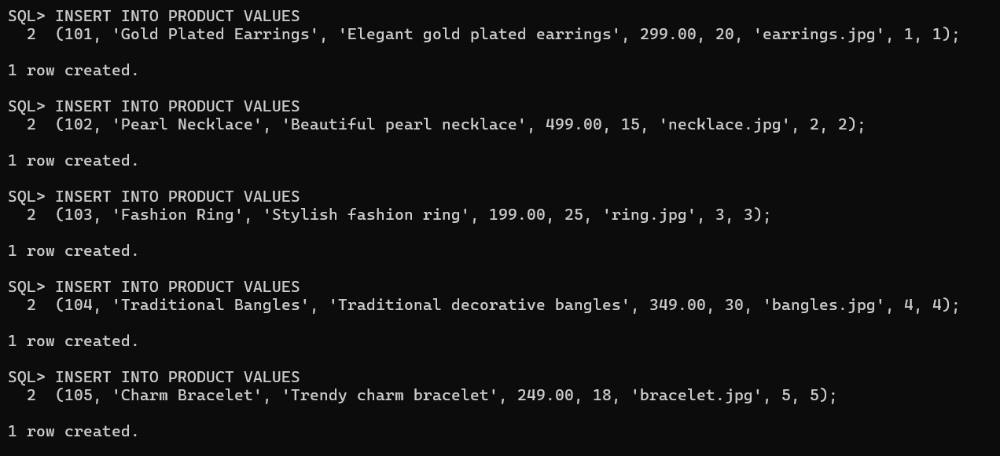 SQL> INSERT INTO PRODUCT VALUES
  2  (101, 'Gold Plated Earrings', 'Elegant gold plated earrings', 299.00, 20, 'earrings.jpg', 1, 1);
1 row created.
SQL> INSERT INTO PRODUCT VALUES
  2  (102, 'Pearl Necklace', 'Beautiful pearl necklace', 499.00, 15, 'necklace.jpg', 2, 2);
1 row created.
SQL> INSERT INTO PRODUCT VALUES
  2  (103, 'Fashion Ring', 'Stylish fashion ring', 199.00, 25, 'ring.jpg', 3, 3);
1 row created.
SQL> INSERT INTO PRODUCT VALUES
  2  (104, 'Traditional Bangles', 'Traditional decorative bangles', 349.00, 30, 'bangles.jpg', 4, 4);
1 row created.
SQL> INSERT INTO PRODUCT VALUES
  2  (105, 'Charm Bracelet', 'Trendy charm bracelet', 249.00, 18, 'bracelet.jpg', 5, 5);
1 row created.